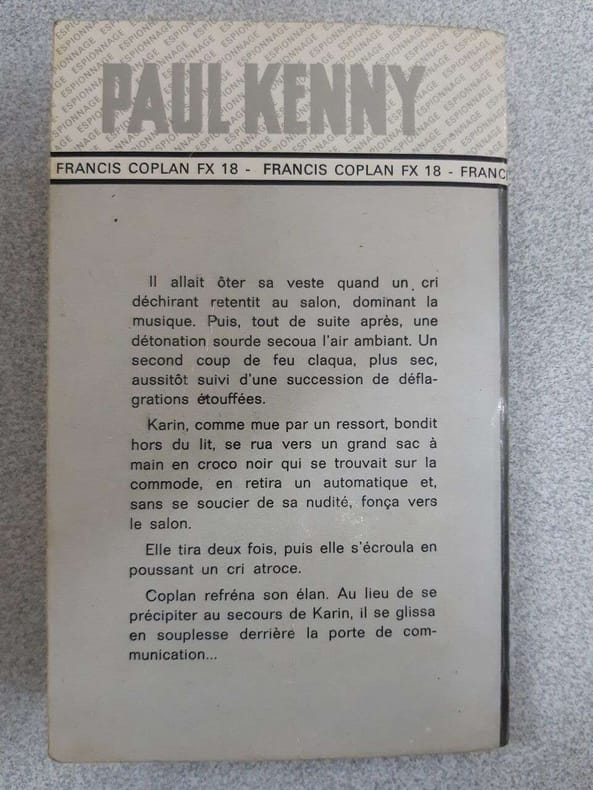 ESPIONNAGE ESPIONNAGE ESPIONNAGE ESPIONNAGE ESPIONNAGE
PAUL KENNY
FRANCIS COPLAN FX 18 - FRANCIS COPLAN FX 18 - FRANC
Il allait ôter sa veste quand un cri
déchirant retentit au salon, dominant la
musique. Puis, tout de suite après, une
détonation sourde secoua l'air ambiant. Un
second coup de feu claqua, plus sec,
aussitôt suivi d'une succession de défla-
grations étouffées.
Karin, comme mue par un ressort, bondit
hors du lit, se rua vers un grand sac à
main en croco noir qui se trouvait sur la
commode, en retira un automatique et,
sans se soucier de sa nudité, fonça vers
le salon.
Elle tira deux fois, puis elle s'écroula en
poussant un cri atroce.
Coplan refréna son élan. Au lieu de se
précipiter au secours de Karin, il se glissa
en souplesse derrière la porte de com-
munication...